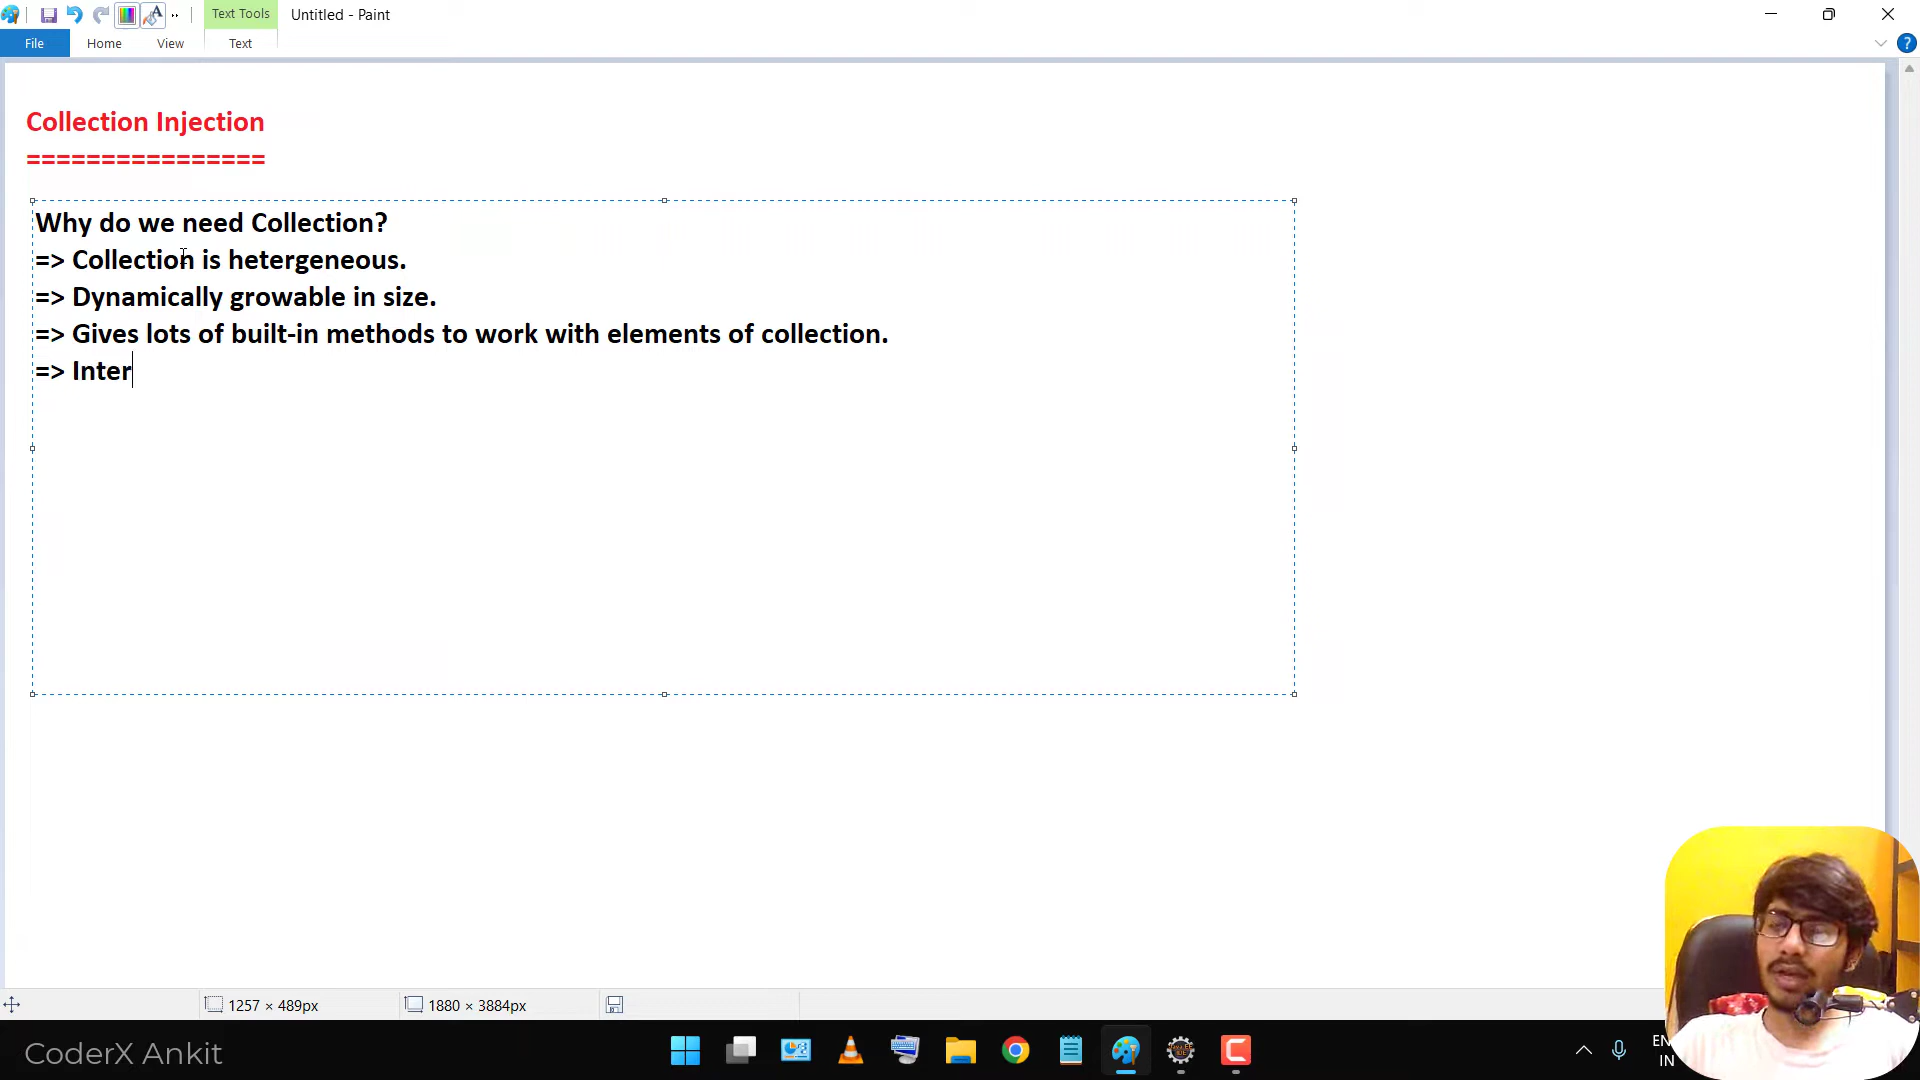 Text Tools
Untitled - Paint
File
Home
View
Text
Collection Injection
================
Why do we need Collection?
=> Collection is hetergeneous.
=> Dynamically growable in size.
=> Gives lots of built-in methods to work with elements of collection.
=> Inter
1257 × 489px
1880 × 3884px
CoderX Ankit
IN